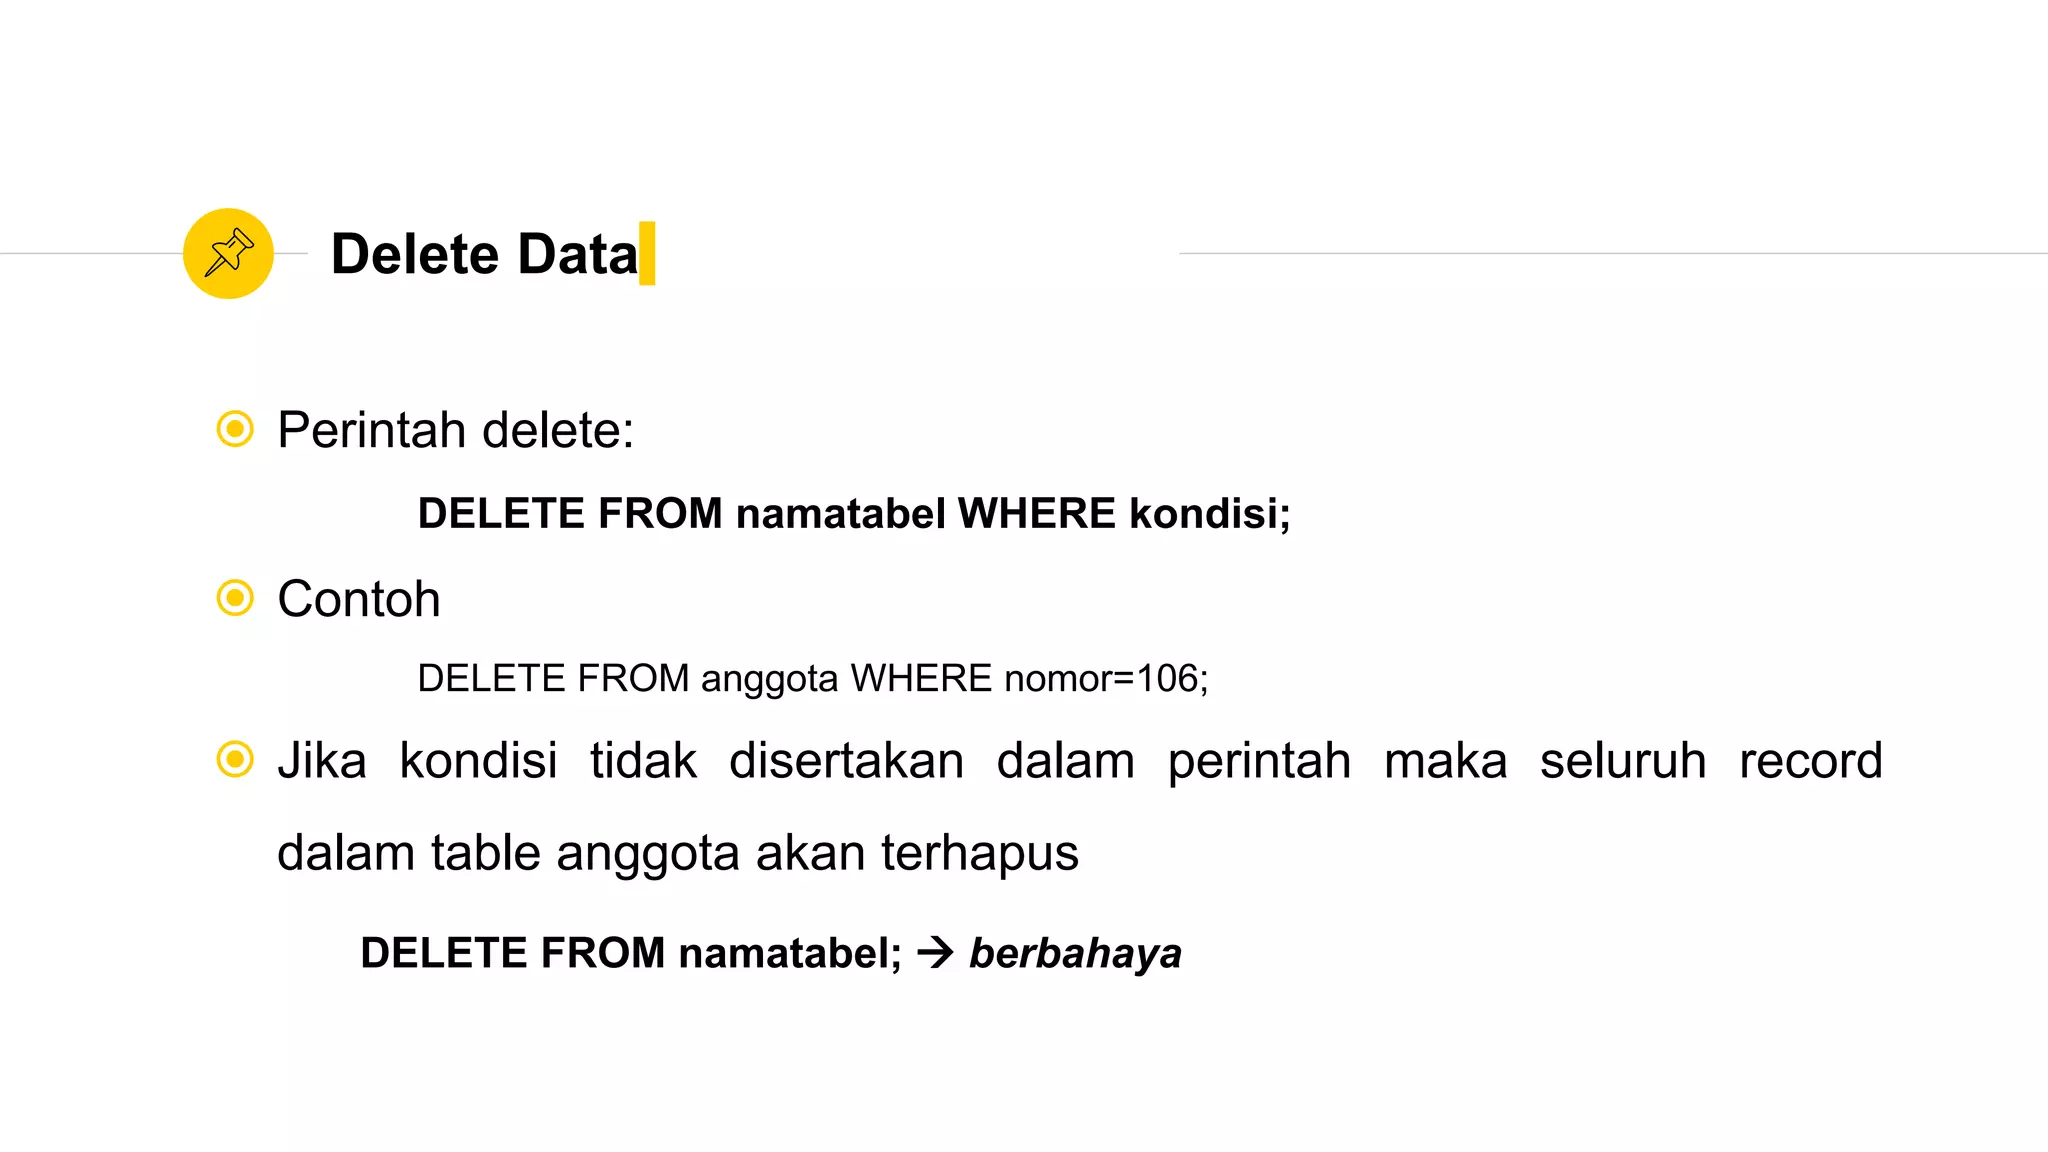 Delete Data
Perintah delete:
DELETE FROM namatabel WHERE kondisi;
Contoh
DELETE FROM anggota WHERE nomor=106;
Jika kondisi tidak disertakan dalam perintah maka seluruh record
dalam table anggota akan terhapus
DELETE FROM namatabel; → berbahaya